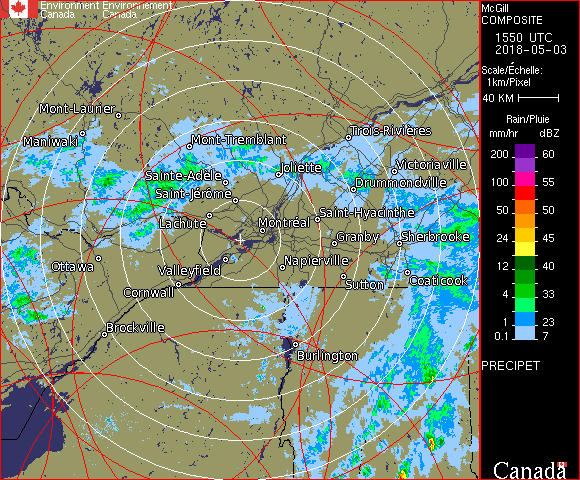 Environment Environnement
Canada Canada
Mont-Laurier
Maniwaki
Mont-Tremblant
Trois-Rivières
Joliette
Victoriaville
Sainte-Adèle
Drummondville
Saint-Jérôme
Lachute
Saint-Hyacinthe
Montréal
Granby
Sherbrooke
Ottawa
Valleyfield
Napierville
Sutton
Coaticook
Cornwall
Brockville
Burlington
McGill
COMPOSITE
1550 UTC
2018-05-03
Scale/Échelle:
1km/Pixel
40 KM
Rain/Pluie
mm/hr dBZ
200 60
100 55
50 50
24 45
12 40
4 33
1 23
0.1 7
PRECIPET
Canada